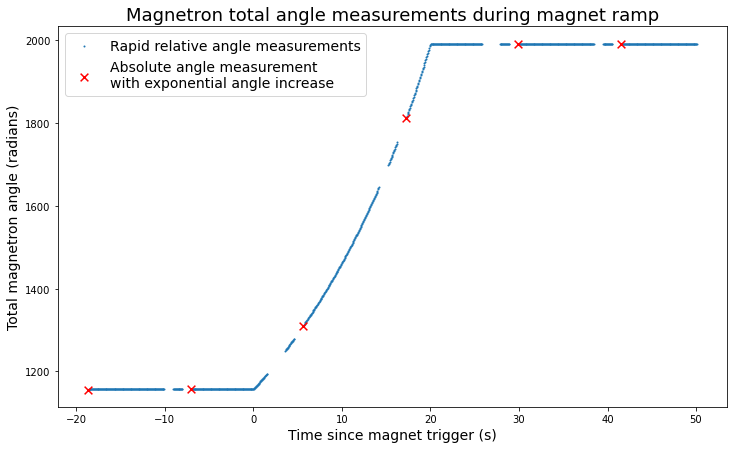 Magnetron total angle measurements during magnet ramp
Rapid relative angle measurements
Absolute angle measurement
with exponential angle increase
Total magnetron angle (radians)
2000
1800
1600
1400
1200
−20
−10
0
10
20
30
40
50
Time since magnet trigger (s)